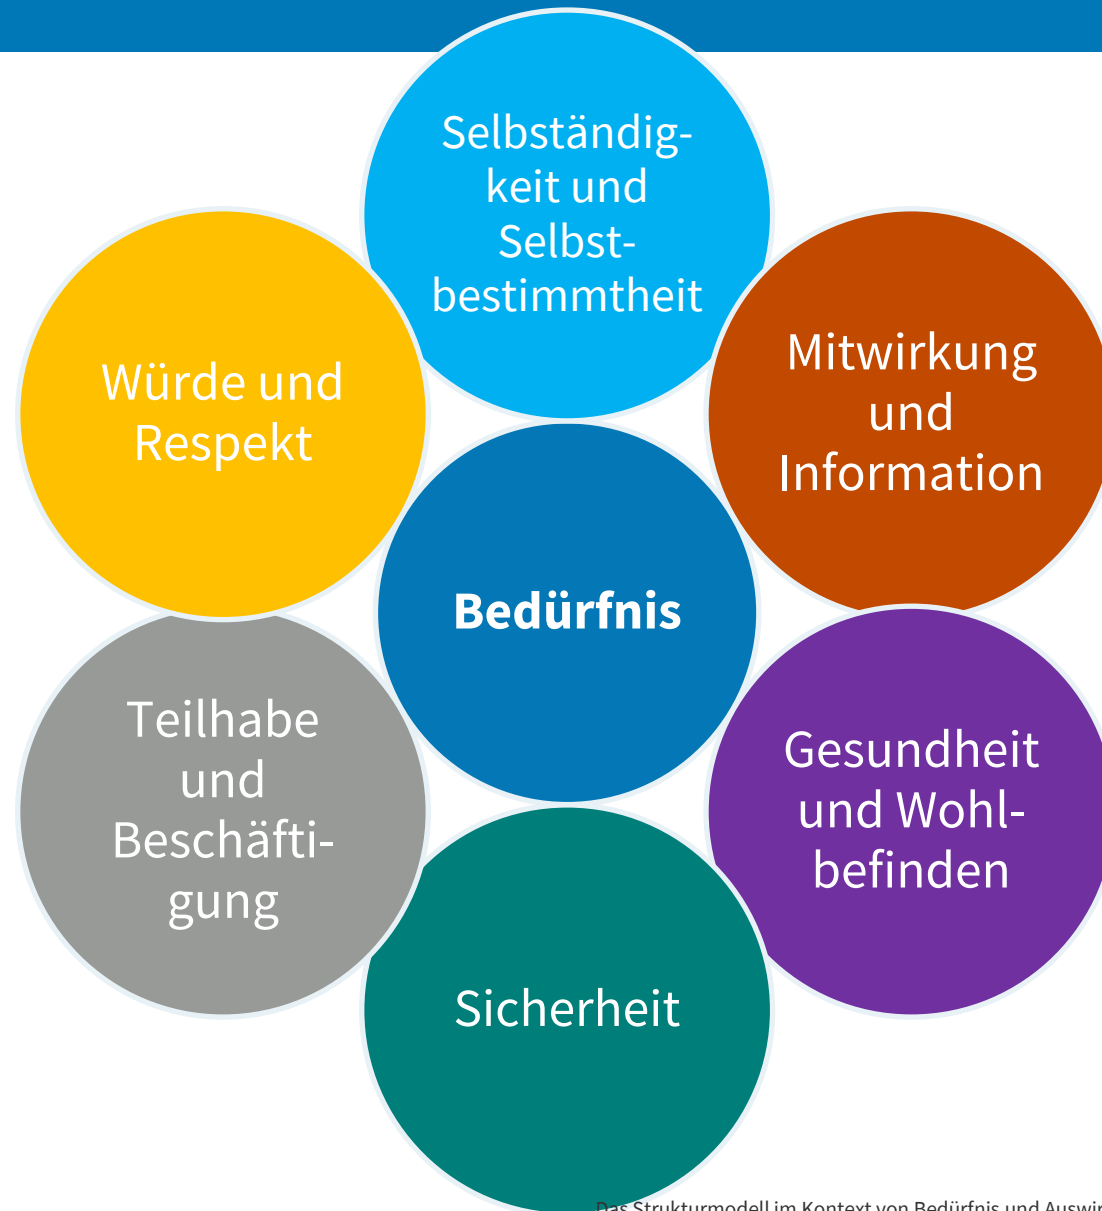 Selbständig-
keit und
Selbst-
bestimmtheit
Würde und
Respekt
Mitwirkung
und
Information
Bedürfnis
Teilhabe
und
Beschäfti-
gung
Gesundheit
und Wohl-
befinden
Sicherheit
Das Strukturmodell im Kontext von Bedürfnis und